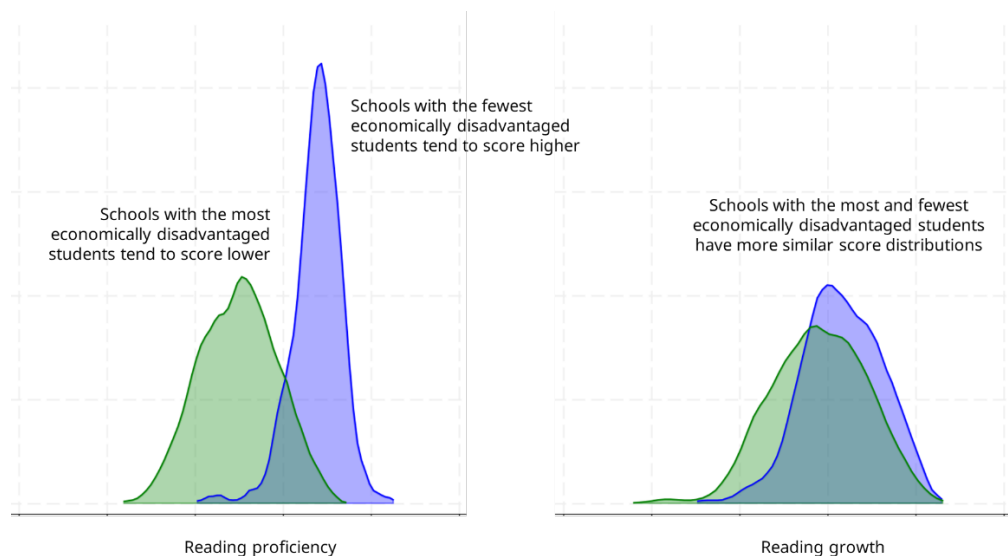 Schools with the fewest
economically disadvantaged
students tend to score higher
Schools with the most
economically disadvantaged
students tend to score lower
Reading proficiency
Schools with the most and fewest
economically disadvantaged students
have more similar score distributions
Reading growth